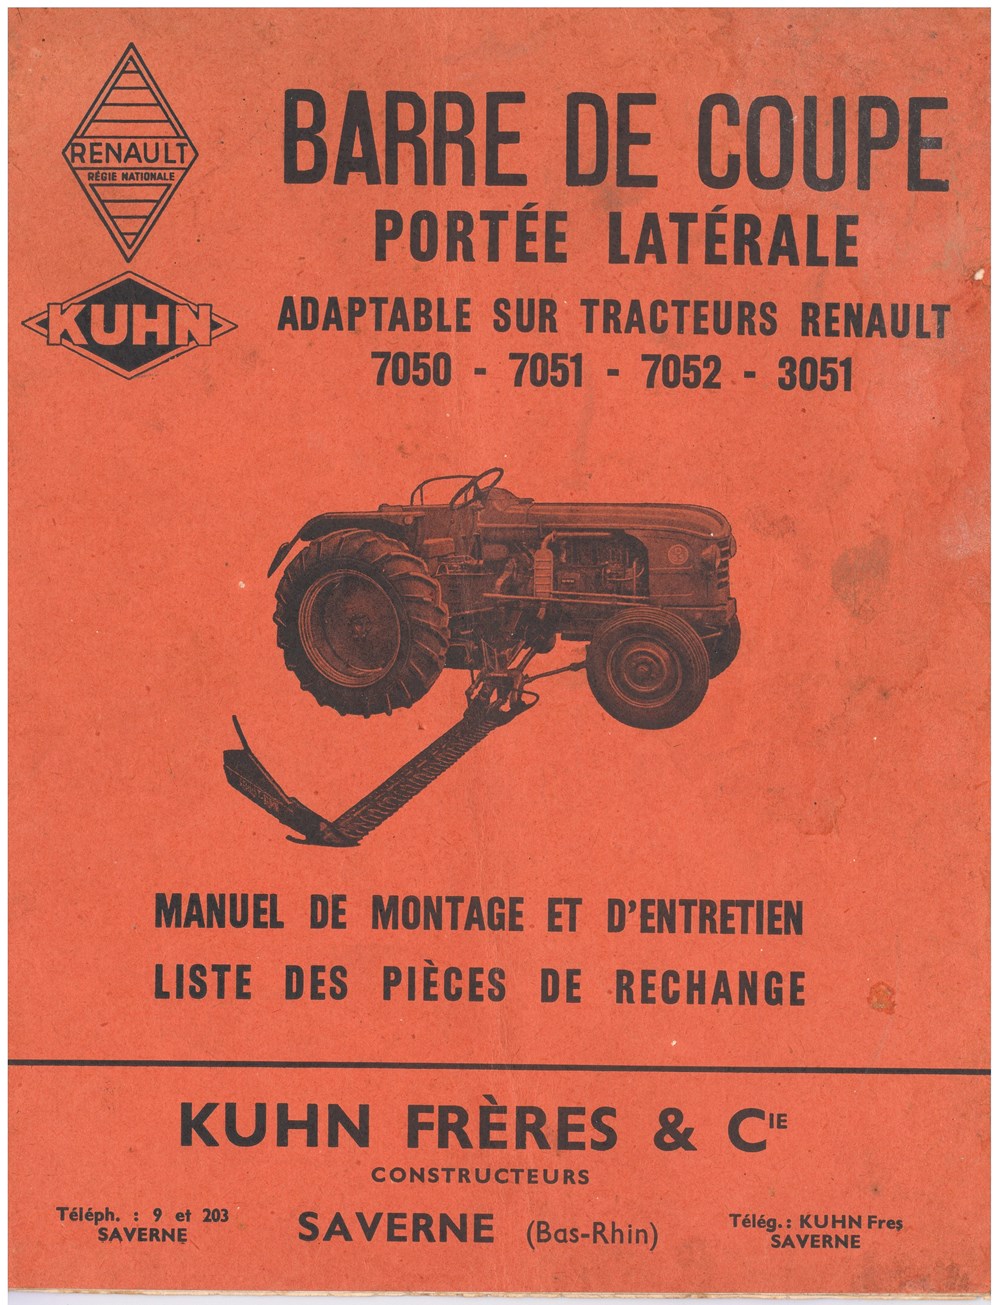 RENAULT
RÉGIE NATIONALE
KUHN
BARRE DE COUPE
PORTÉE LATÉRALE
ADAPTABLE SUR TRACTEURS RENAULT
7050 - 7051 - 7052 - 3051
MANUEL DE MONTAGE ET D'ENTRETIEN
LISTE DES PIÈCES DE RECHANGE
KUHN FRÈRES & CIE
CONSTRUCTEURS
Téléph. : 9 et 203
SAVERNE
SAVERNE (Bas-Rhin)
Télég. : KUHN Freş
SAVERNE